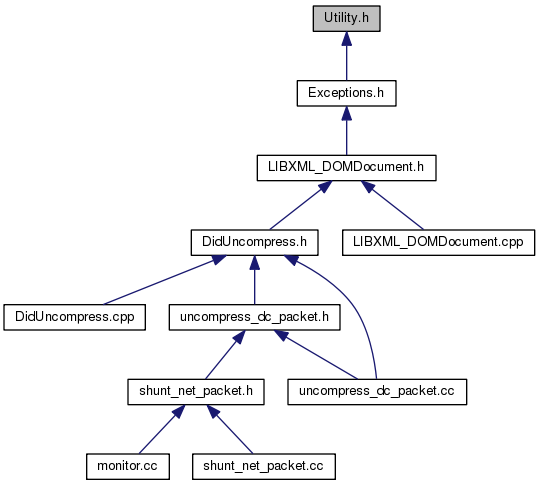 Utility.h
Exceptions.h
LIBXML_DOMDocument.h
DidUncompress.h
LIBXML_DOMDocument.cpp
DidUncompress.cpp
uncompress_dc_packet.h
shunt_net_packet.h
uncompress_dc_packet.cc
monitor.cc
shunt_net_packet.cc